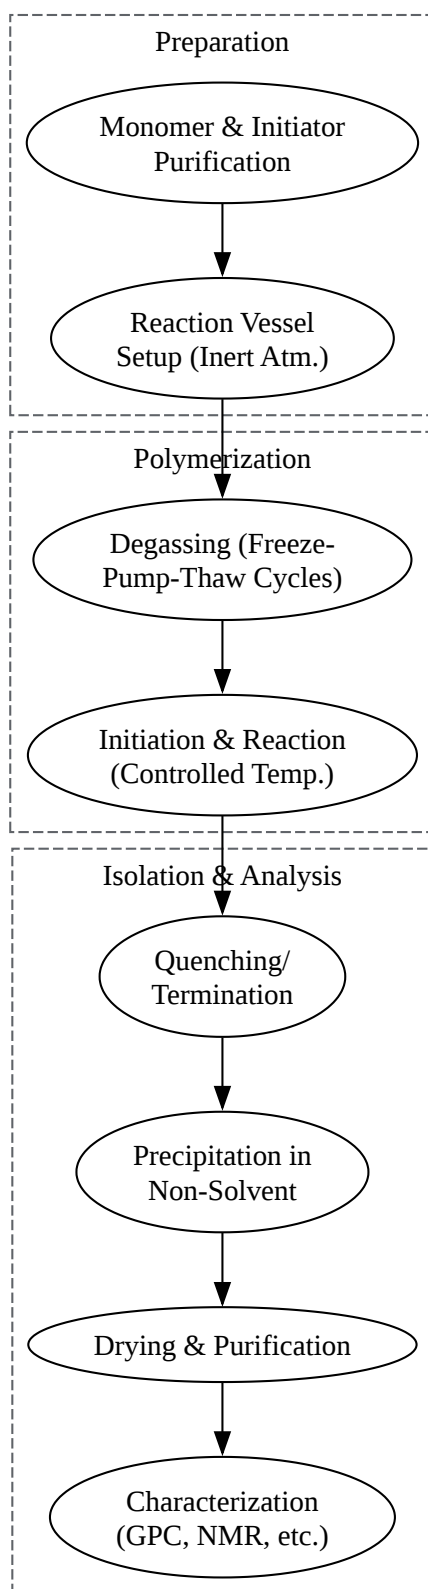 Preparation
Monomer & Initiator
Purification
Reaction Vessel
Setup (Inert Atm.)
Polymerization
Degassing (Freeze-
Pump-Thaw Cycles)
Initiation & Reaction
(Controlled Temp.)
Isolation & Analysis
Quenching/
Termination
Precipitation in
Non-Solvent
Drying & Purification
Characterization
(GPC, NMR, etc.)